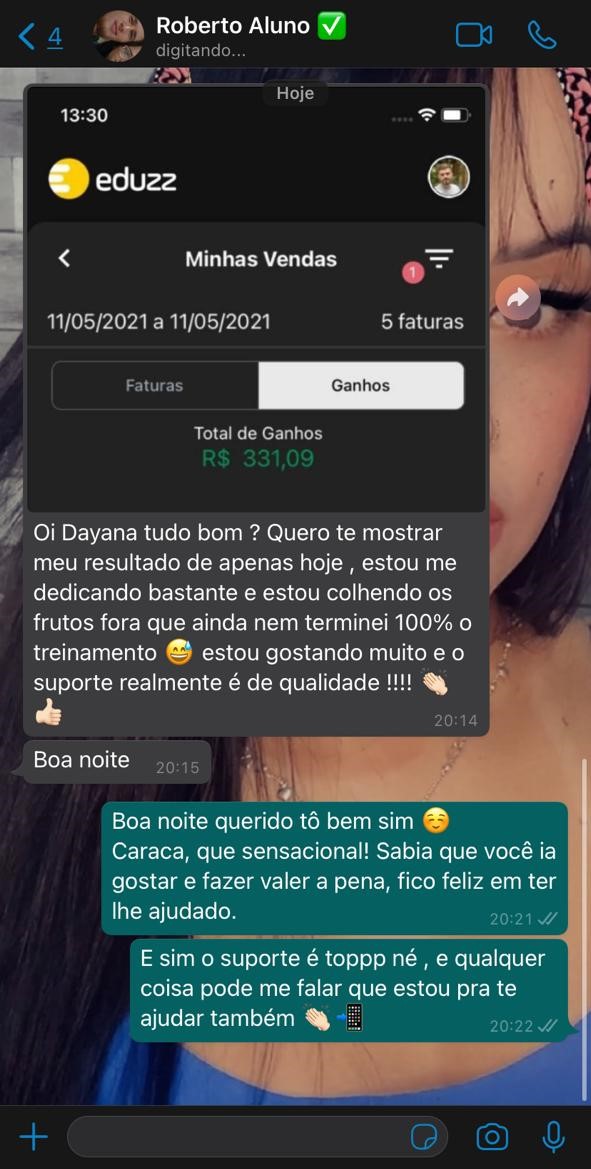 4
Roberto Aluno ✅
digitando...
Hoje
13:30
eduzz
Minhas Vendas
1
11/05/2021 a 11/05/2021
5 faturas
Faturas
Ganhos
Total de Ganhos
R$ 331,09
Oi Dayana tudo bom ? Quero te mostrar
meu resultado de apenas hoje , estou me
dedicando bastante e estou colhendo os
frutos fora que ainda nem terminei 100% o
treinamento 😅 estou gostando muito e o
suporte realmente é de qualidade !!!! 👏🏻
👍🏻
20:14
Boa noite
20:15
Boa noite querido tô bem sim ☺️
Caraca, que sensacional! Sabia que você ia
gostar e fazer valer a pena, fico feliz em ter
lhe ajudado.
20:21
E sim o suporte é toppp né , e qualquer
coisa pode me falar que estou pra te
ajudar também 👏🏻 📲
20:22